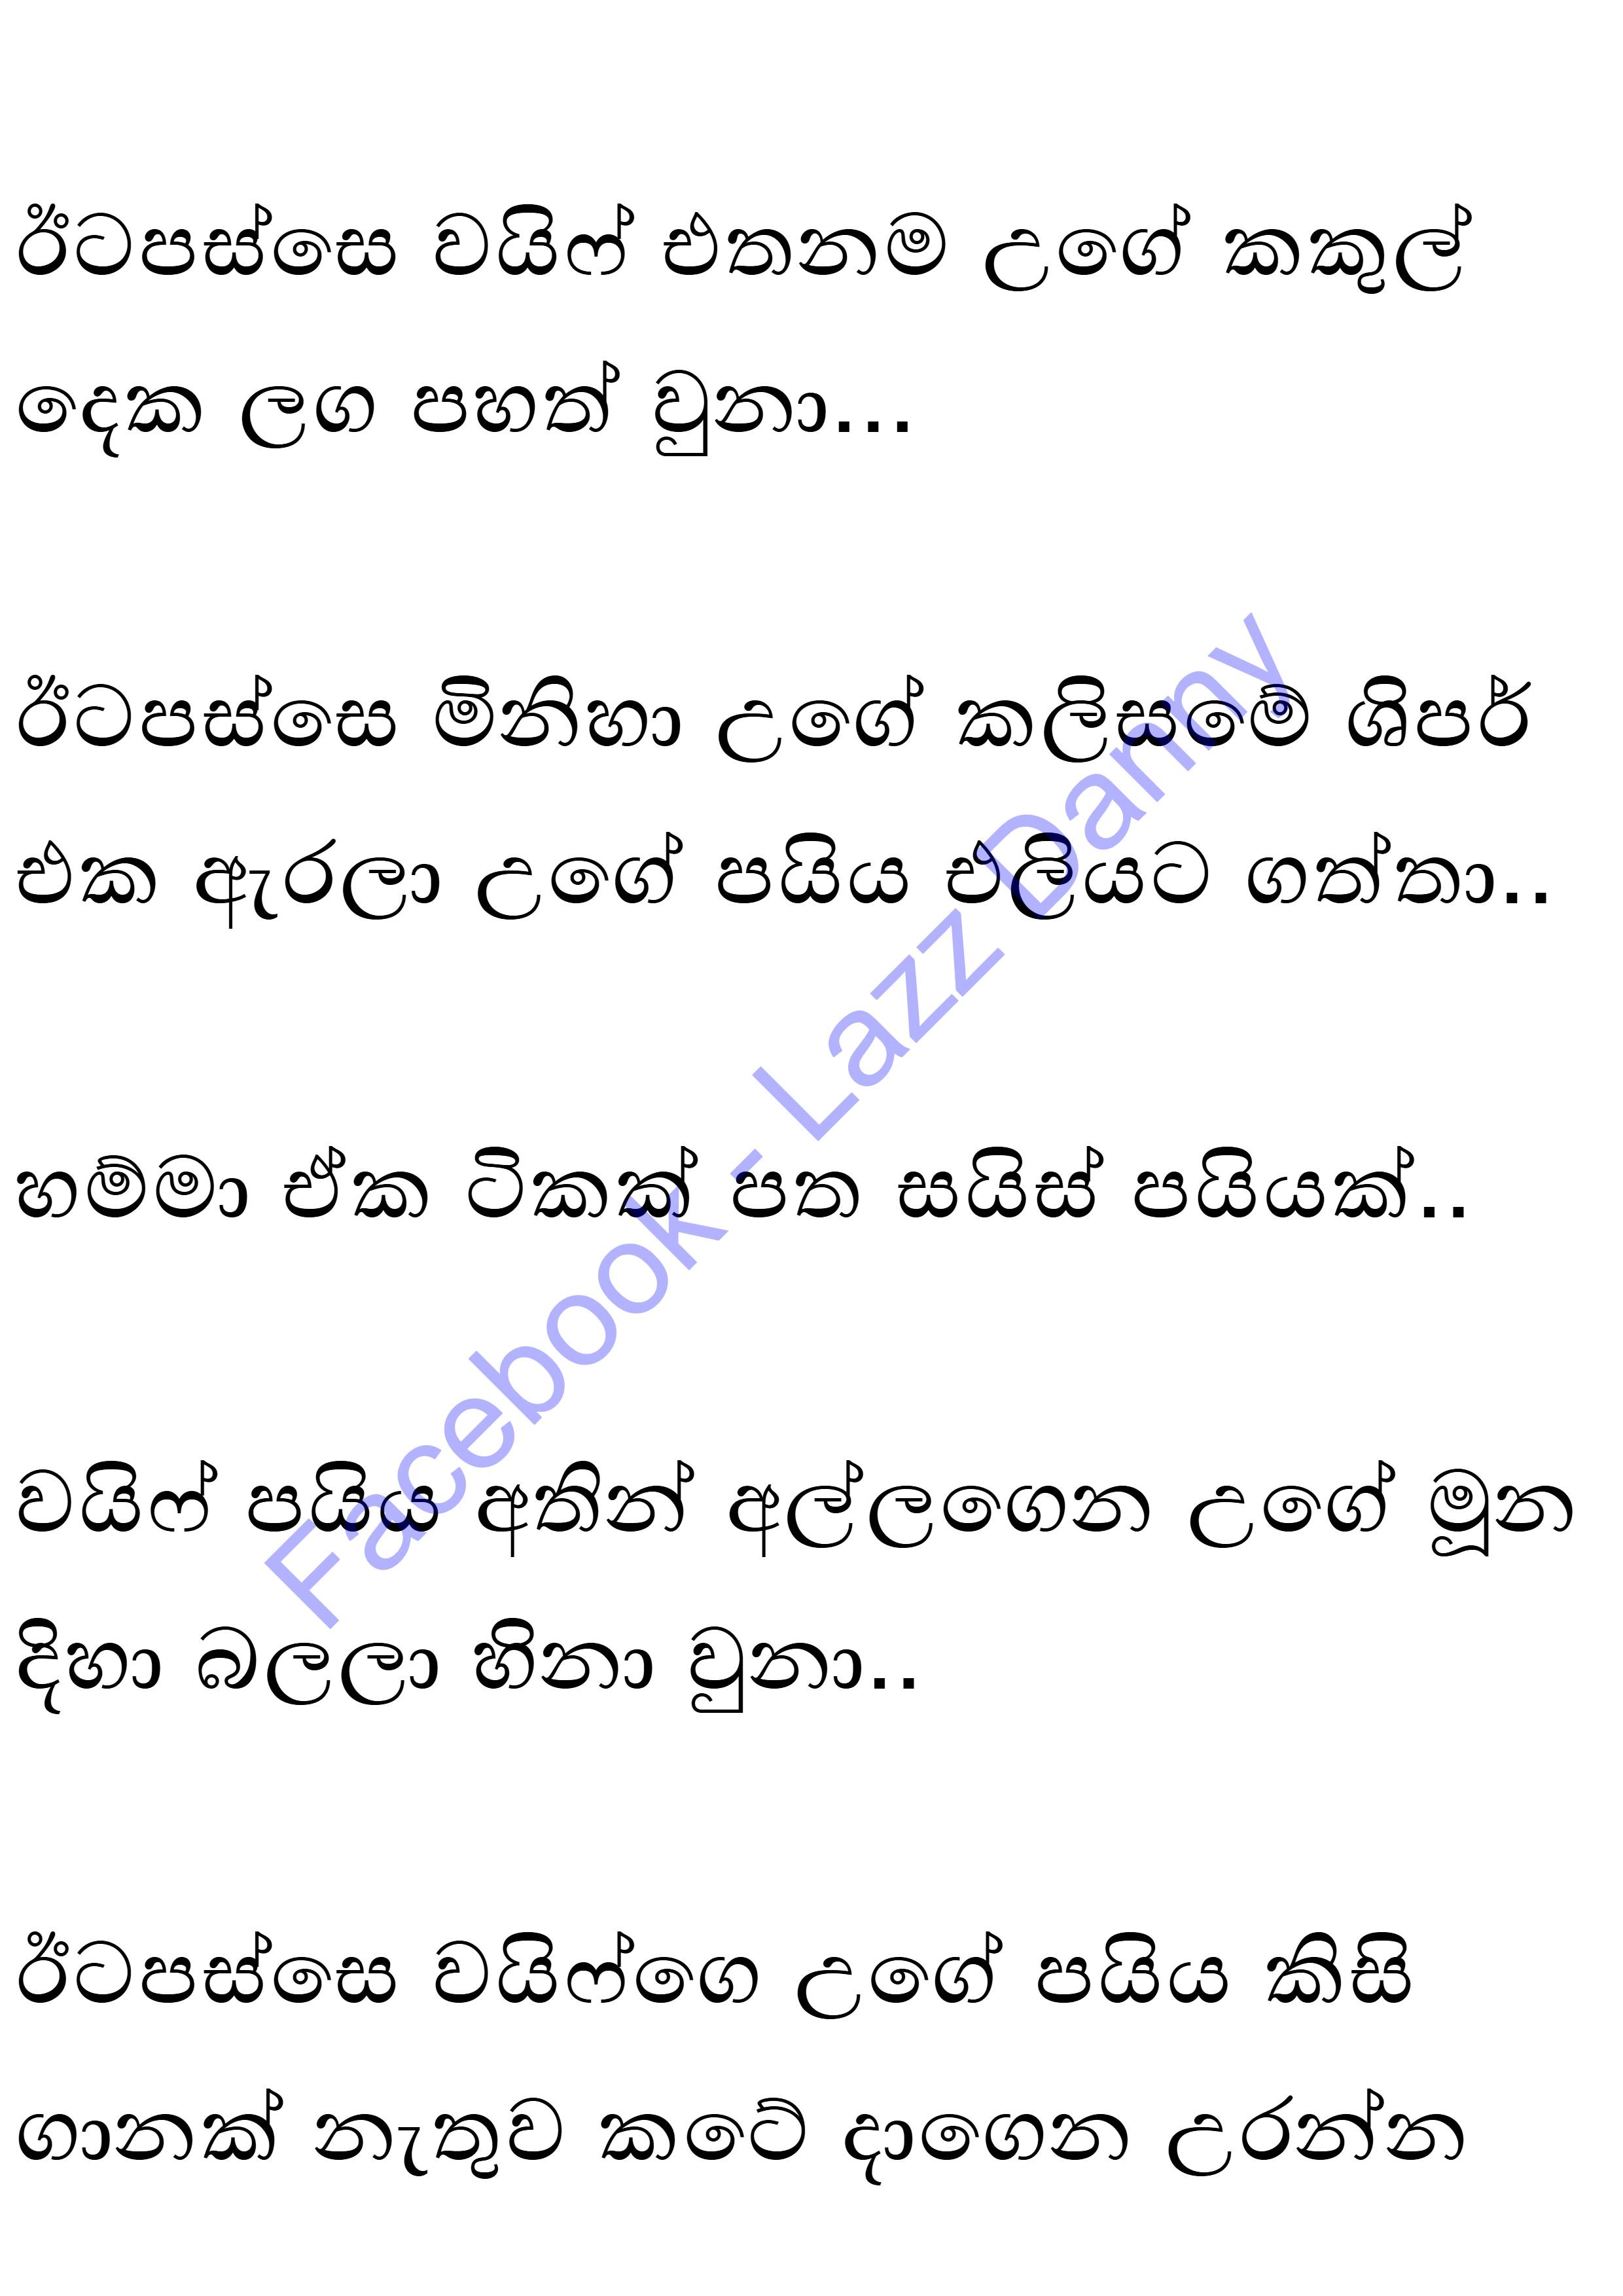 ඊටපස්සෙ වයිෆ් එතනම උගේ කකුල්
දෙක ලග පහත් වුනා...
ඊටපස්සෙ මිනිහා උගේ කලිසමේ ශිපර්
එක ඇරලා උගේ පයිය එලියට ගත්තා..
හම්මා ඒක ටිකක් පත සයිස් පයියක්..
වයිෆ් පයිය අතින් අල්ලගෙන උගේ මූන
දිහා බලලා හිනා වුනා..
ඊටපස්සෙ වයිෆ්ගෙ උගේ පයිය කිසි
ගානක් නැතුව කටේ දාගෙන උරන්න
Facebook - Lazz Danny